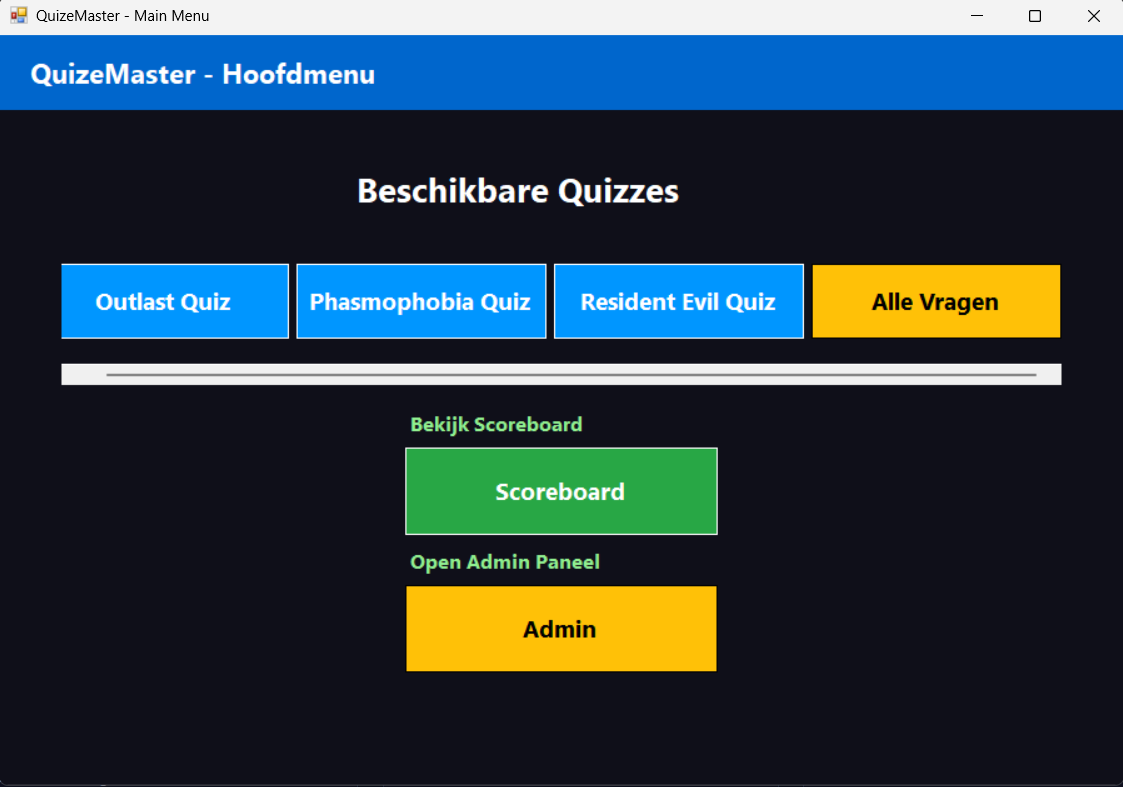 QuizeMaster - Main Menu
QuizeMaster - Hoofdmenu
Beschikbare Quizzes
Outlast Quiz
Phasmophobia Quiz
Resident Evil Quiz
Alle Vragen
Bekijk Scoreboard
Scoreboard
Open Admin Paneel
Admin